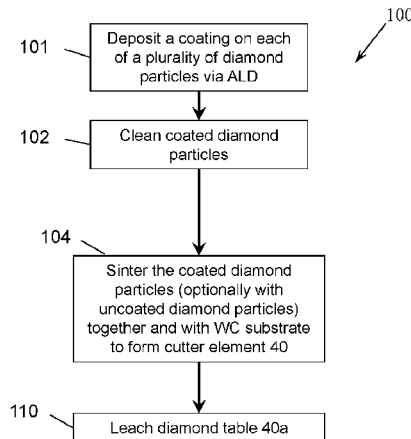 100
101
Deposit a coating on each
of a plurality of diamond
particles via ALD
102
Clean coated diamond
particles
104
Sinter the coated diamond
particles (optionally with
uncoated diamond particles)
together and with WC substrate
to form cutter element 40
110
Leach diamond table 40a